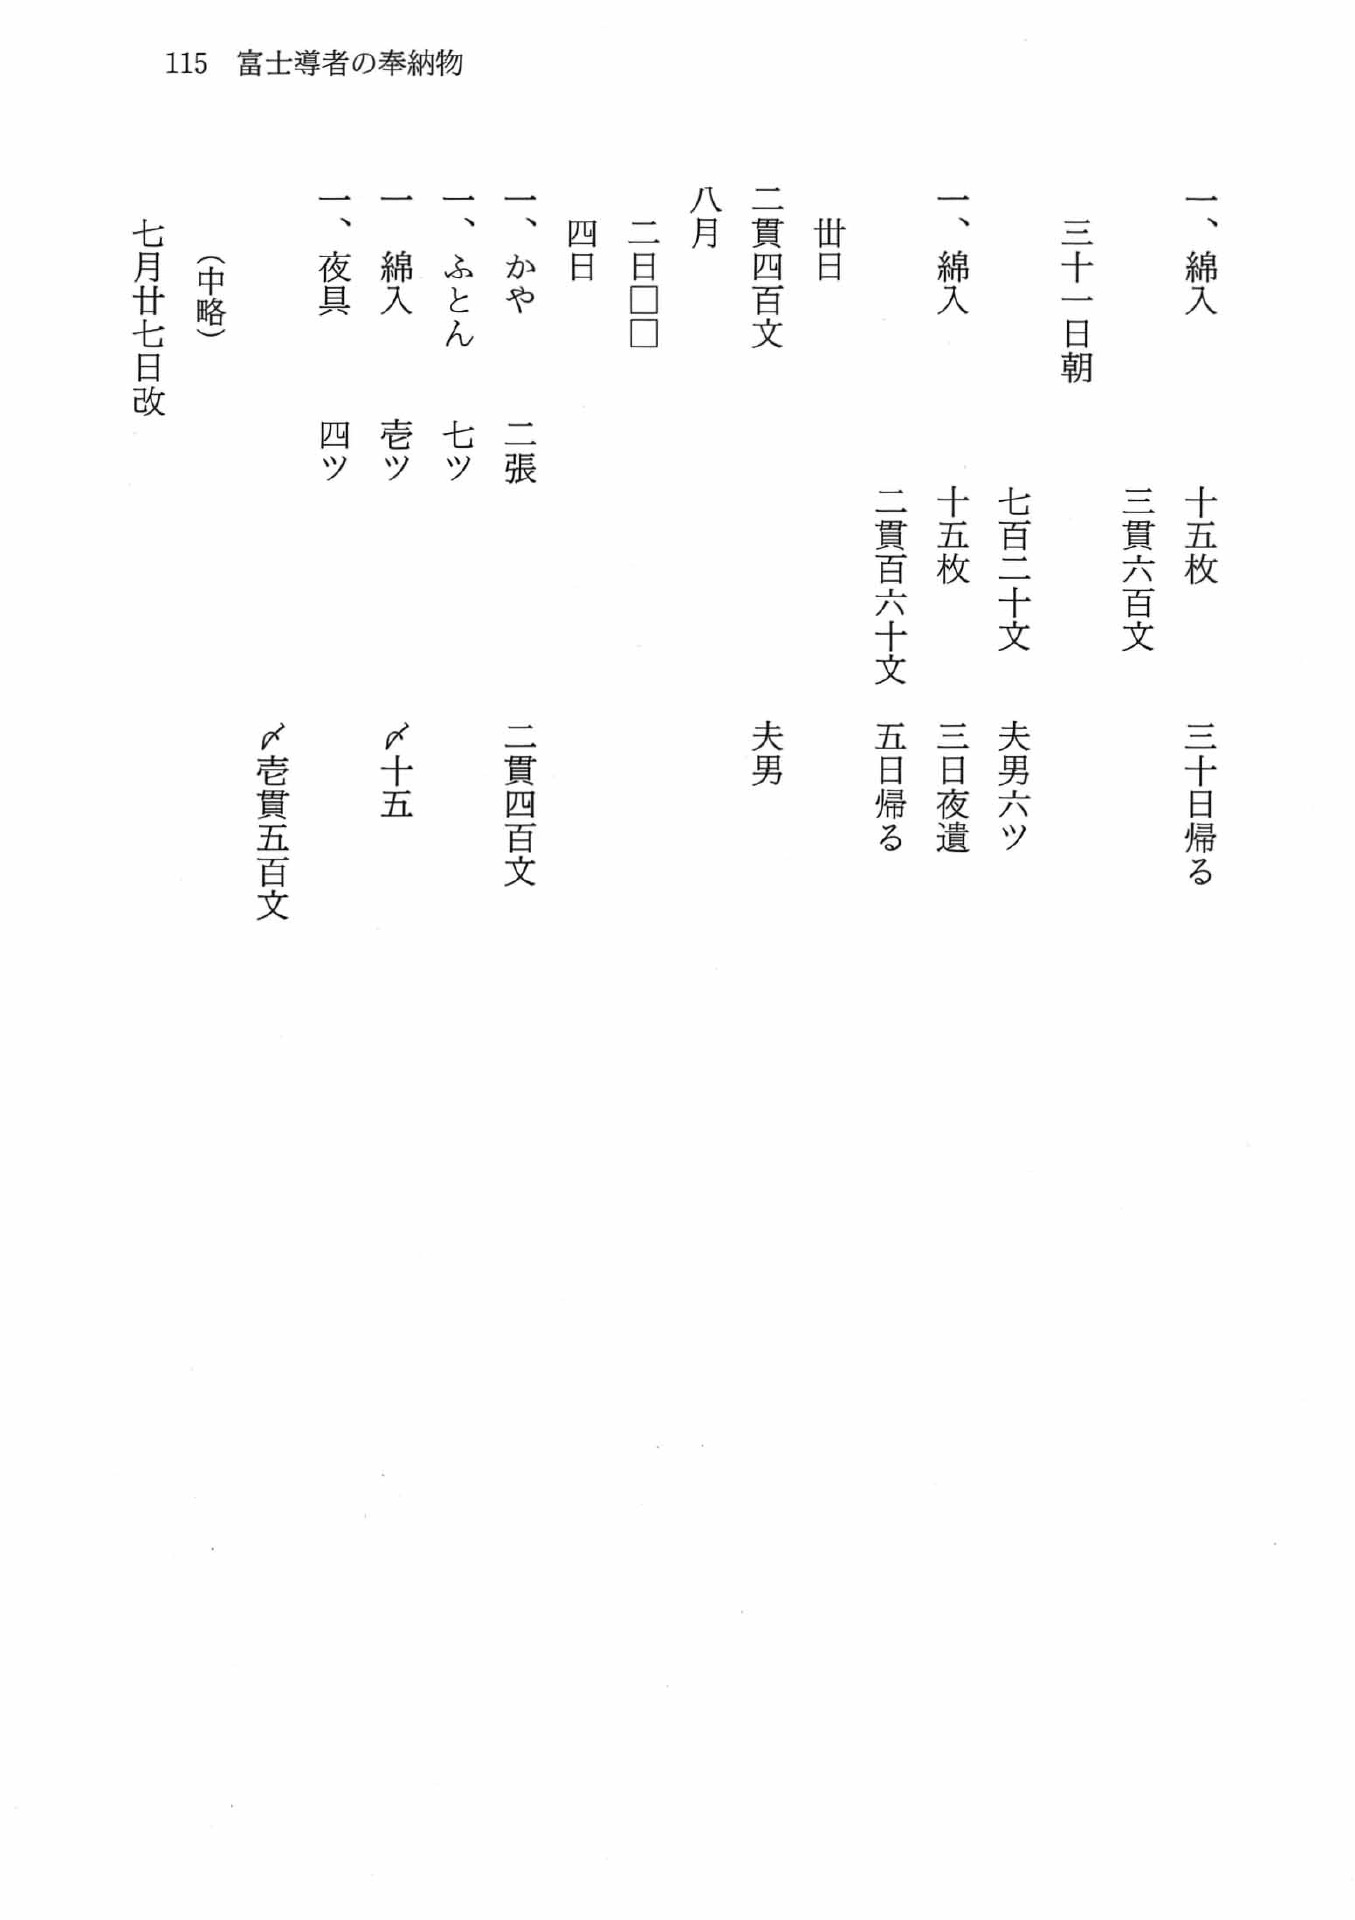 115 富士導者の奉納物
一、綿入 十五枚 三十日帰る
三貫六百文
三十一日朝
七百二十文 夫男六ツ
一、綿入 十五枚 三日夜遣
二貫百六十文 五日帰る
丗日
二貫四百文 夫男
八月
二日□□
四日
一、かや 二張 二貫四百文
一、ふとん 七ツ
一 綿入 壱ツ 〆十五
一、夜具 四ツ
〆壱貫五百文
（中略）
七月廿七日改